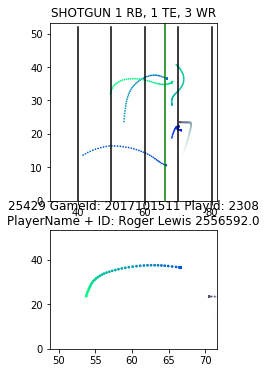 SHOTGUN 1 RB, 1 TE, 3 WR
50
40
30
20
10
0
40 60 80
25429 GameId: 2017101511 PlayId: 2308
PlayerName + ID: Roger Lewis 2556592.0
40
20
0
50 55 60 65 70